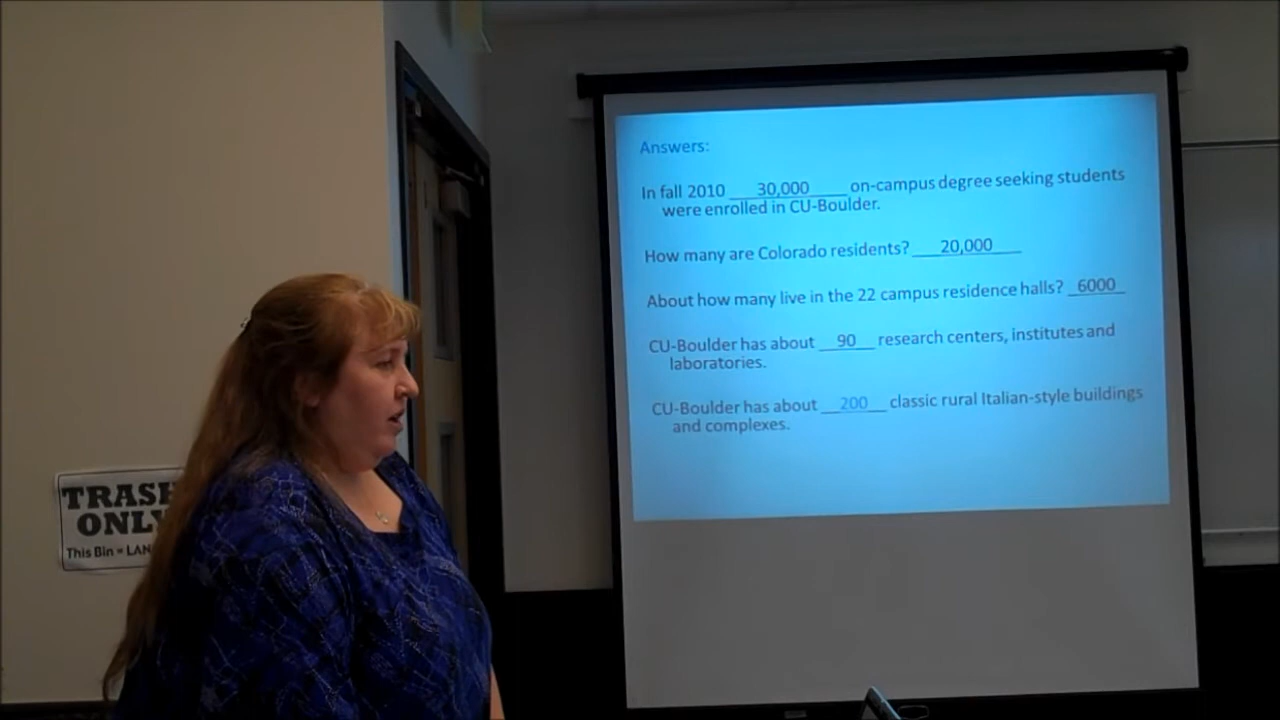 Answers:
In fall 2010 ___30,000____ on-campus degree seeking students
were enrolled in CU-Boulder.
How many are Colorado residents? ___20,000___
About how many live in the 22 campus residence halls? _6000_
CU-Boulder has about __90__ research centers, institutes and
laboratories.
CU-Boulder has about __200__ classic rural Italian-style buildings
and complexes.
TRASH
ONLY
This Bin = LAN